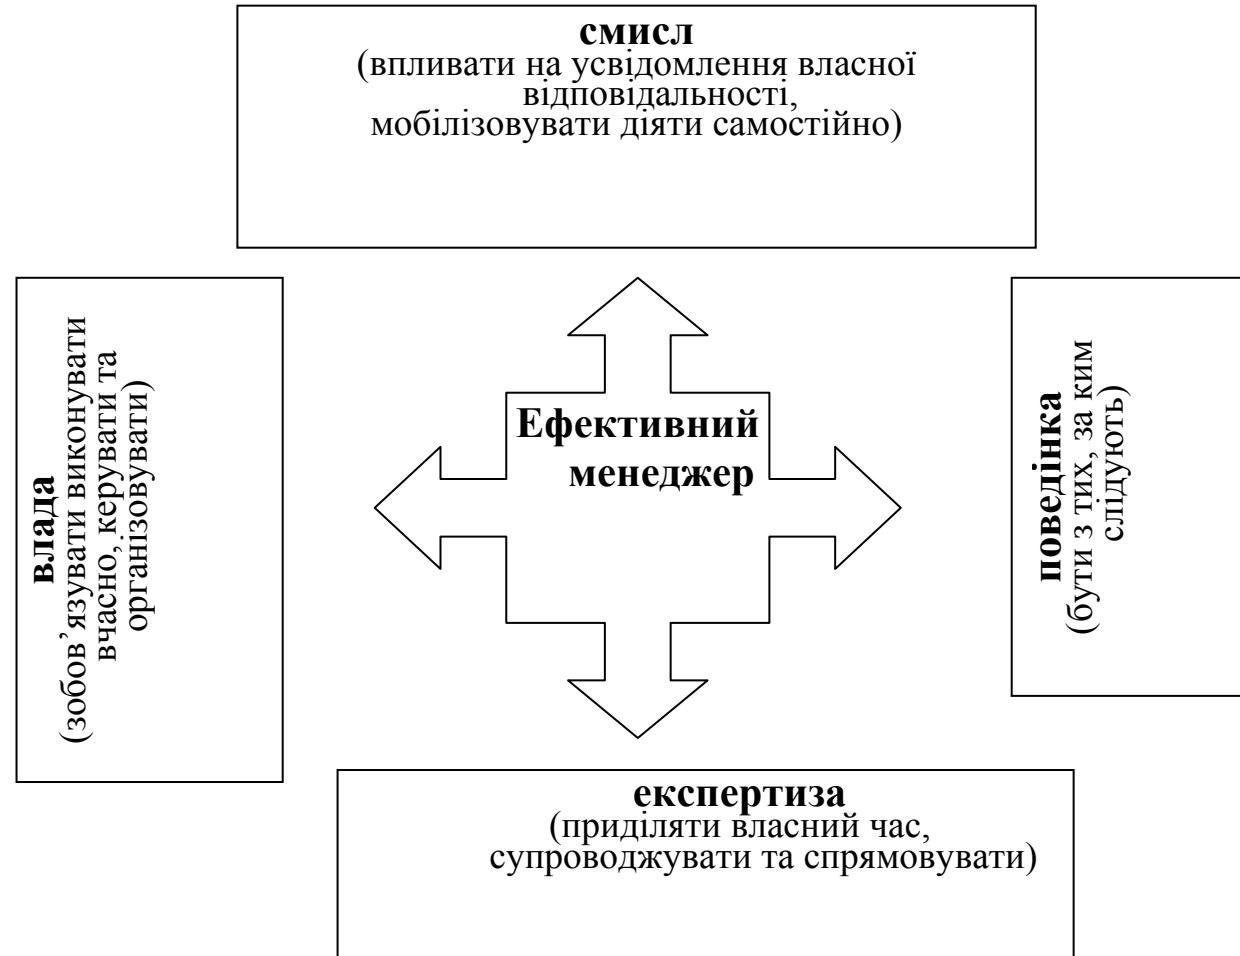 смисл
(впливати на усвідомлення власної
відповідальності,
мобілізовувати діяти самостійно)
влада
(зобов’язувати виконувати
вчасно, керувати та
організовувати)
Ефективний
менеджер
поведінка
(бути з тих, за ким
слідують)
експертиза
(приділяти власний час,
супроводжувати та спрямовувати)